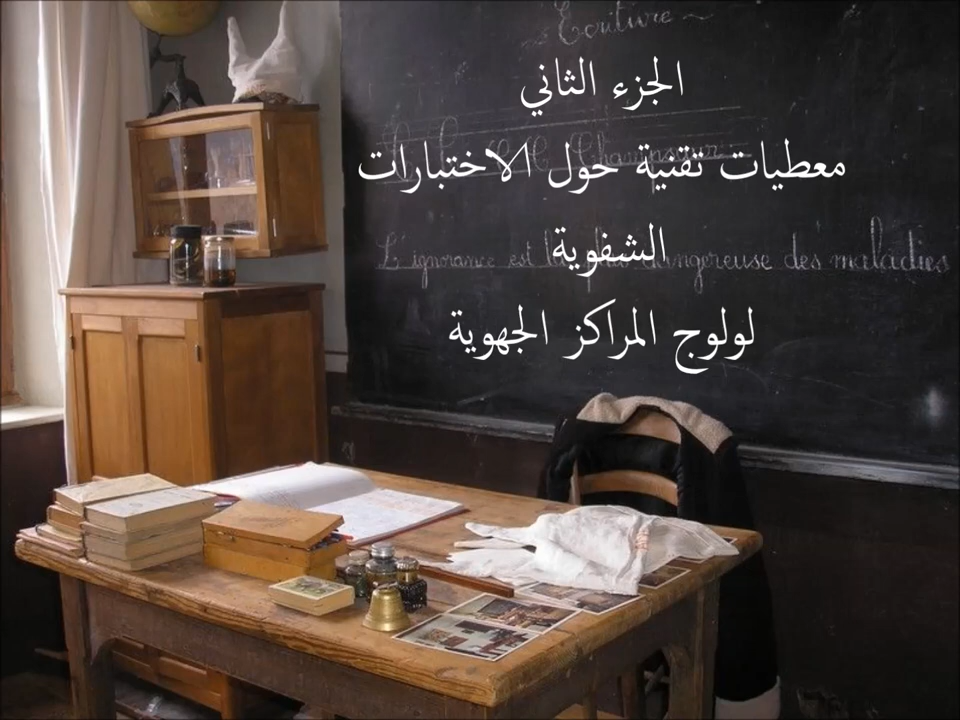 Ecriture
الجزء الثاني
معطيات تقنية حول الاختبارات
الشفوية
L'ignorance est la plus dangereuse des maladies
لولوج المراكز الجهوية